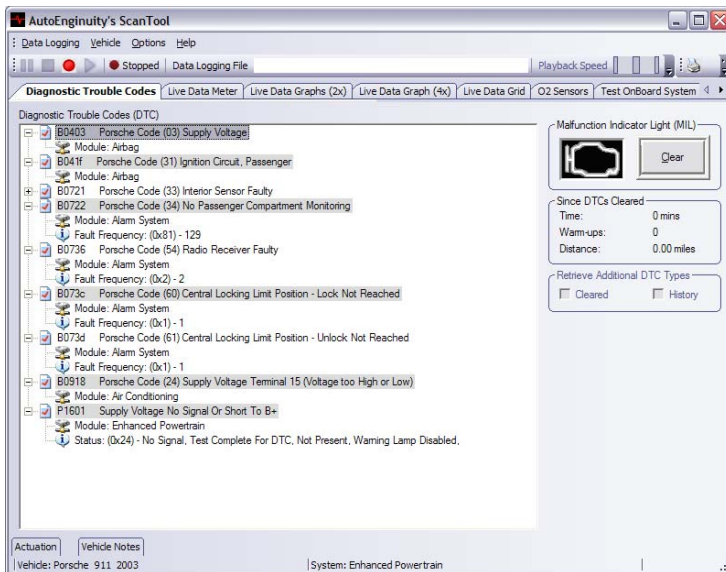 AutoEnginuity's ScanTool
Data Logging Vehicle Options Help
Stopped Data Logging File Playback Speed
Diagnostic Trouble Codes Live Data Meter Live Data Graphs (2x) Live Data Graph (4x) Live Data Grid O2 Sensors Test OnBoard System
Diagnostic Trouble Codes (DTC)
B0403 Porsche Code (03) Supply Voltage
Module: Airbag
B041f Porsche Code (31) Ignition Circuit, Passenger
Module: Airbag
B0721 Porsche Code (33) Interior Sensor Faulty
B0722 Porsche Code (34) No Passenger Compartment Monitoring
Module: Alarm System
Fault Frequency: (0x81) - 129
B0736 Porsche Code (54) Radio Receiver Faulty
Module: Alarm System
Fault Frequency: (0x2) - 2
B073c Porsche Code (60) Central Locking Limit Position - Lock Not Reached
Module: Alarm System
Fault Frequency: (0x1) - 1
B073d Porsche Code (61) Central Locking Limit Position - Unlock Not Reached
Module: Alarm System
Fault Frequency: (0x1) - 1
B0918 Porsche Code (24) Supply Voltage Terminal 15 (Voltage too High or Low)
Module: Air Conditioning
P1601 Supply Voltage No Signal Or Short To B+
Module: Enhanced Powertrain
Status: (0x24) - No Signal, Test Complete For DTC, Not Present, Warning Lamp Disabled,
Malfunction Indicator Light (MIL)
Clear
Since DTCs Cleared
Time: 0 mins
Warm-ups: 0
Distance: 0.00 miles
Retrieve Additional DTC Types
Cleared History
Actuation Vehicle Notes
Vehicle: Porsche 911 2003 System: Enhanced Powertrain